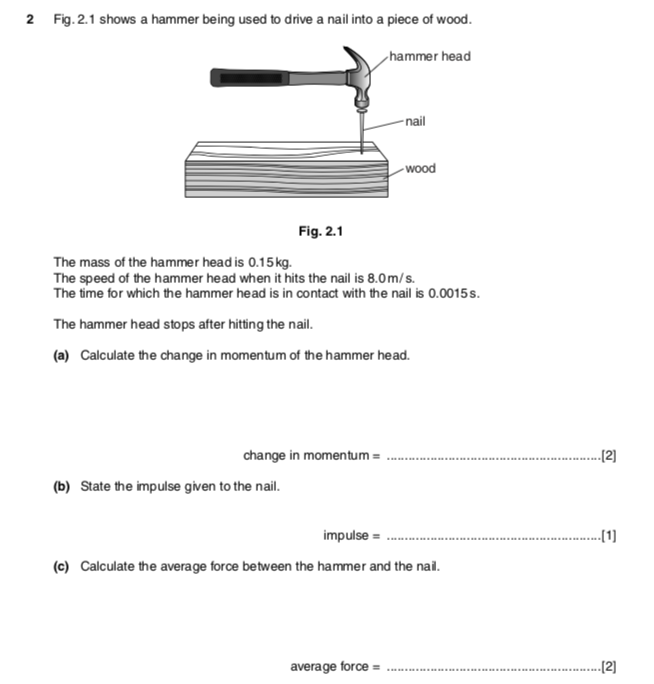 2 Fig. 2.1 shows a hammer being used to drive a nail into a piece of wood.
hammer head
nail
wood
Fig. 2.1
The mass of the hammer head is 0.15 kg.
The speed of the hammer head when it hits the nail is 8.0 m/s.
The time for which the hammer head is in contact with the nail is 0.0015 s.
The hammer head stops after hitting the nail.
(a) Calculate the change in momentum of the hammer head.
change in momentum = ............................................................[2]
(b) State the impulse given to the nail.
impulse = ............................................................[1]
(c) Calculate the average force between the hammer and the nail.
average force = ............................................................[2]